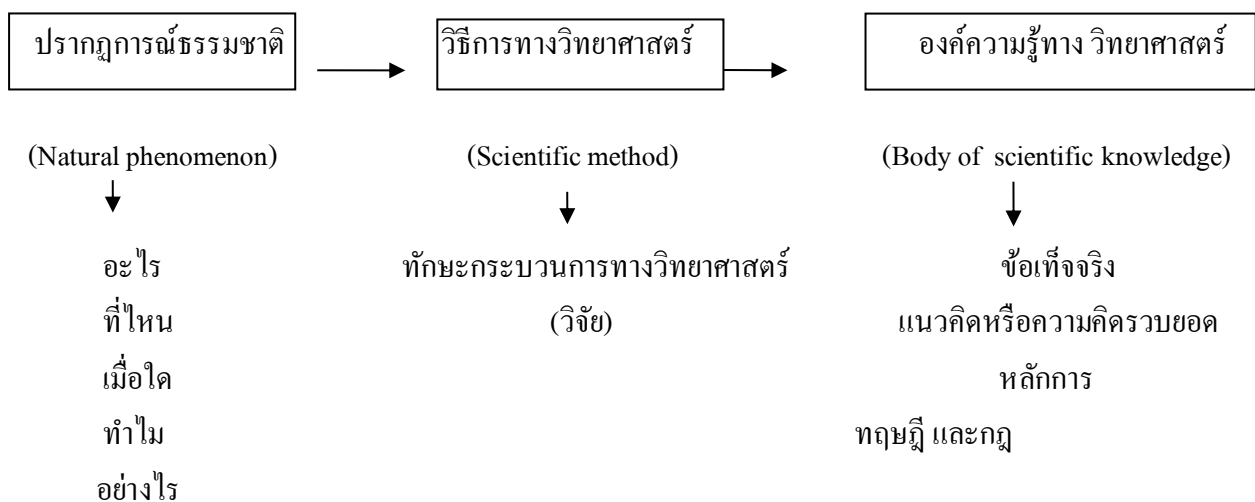 ปรากฏการณ์ธรรมชาติ
วิธีการทางวิทยาศาสตร์
องค์ความรู้ทาง วิทยาศาสตร์
(Natural phenomenon)
(Scientific method)
(Body of scientific knowledge)
อะไร
ที่ไหน
เมื่อใด
ทำไม
อย่างไร
ทักษะกระบวนการทางวิทยาศาสตร์
(วิจัย)
ข้อเท็จจริง
แนวคิดหรือความคิดรวบยอด
หลักการ
ทฤษฎี และกฎ